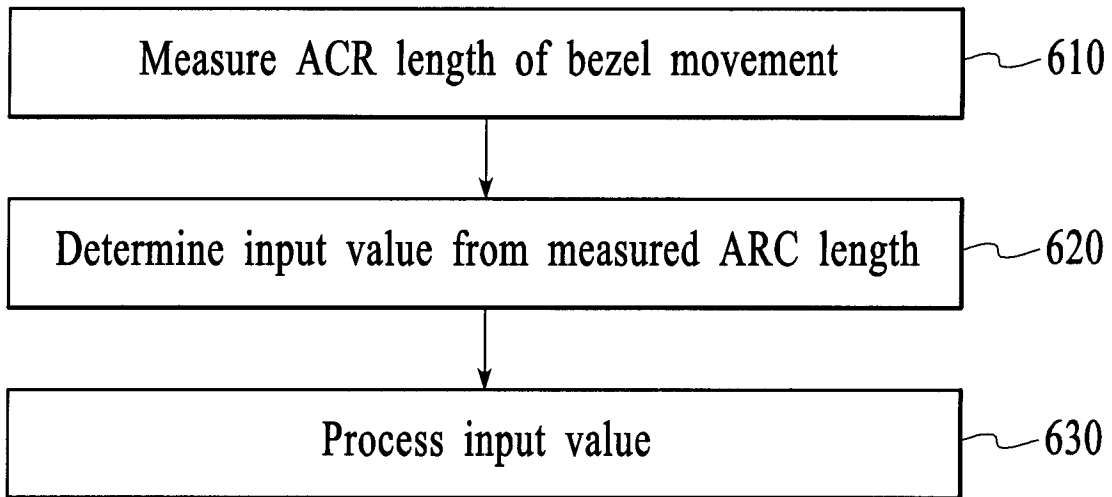 Measure ACR length of bezel movement 610
Determine input value from measured ARC length 620
Process input value 630